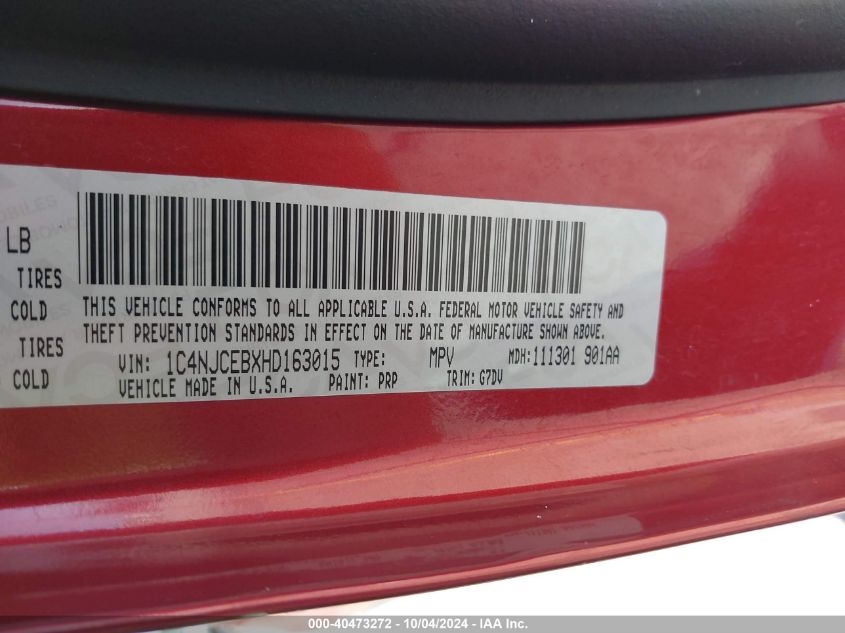 LB
TIRES
COLD
THIS VEHICLE CONFORMS TO ALL APPLICABLE U.S.A. FEDERAL MOTOR VEHICLE SAFETY AND
THEFT PREVENTION STANDARDS IN EFFECT ON THE DATE OF MANUFACTURE SHOWN ABOVE.
TIRES
COLD
VIN: 1C4NJCEBXHD163015 TYPE: MPV MDH:111301 901AA
VEHICLE MADE IN U.S.A. PAINT: PRP TRIM: G7DV
000-40473272 - 10/04/2024 - IAA Inc.